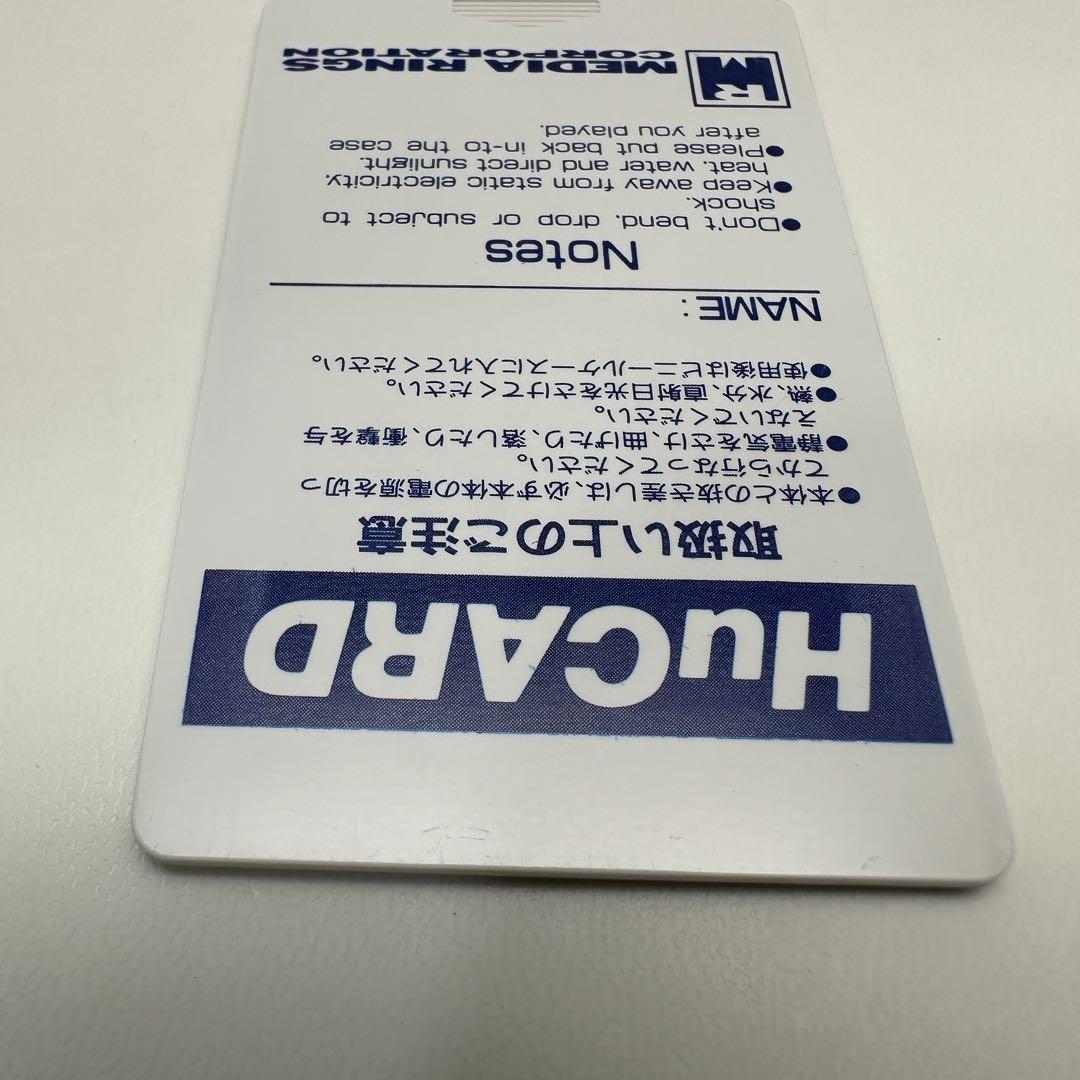 HuCARD
取扱い上のご注意
●本体との抜き差しは、必ず本体の電源を切っ
てから行なってください。
●静電気をさけ、曲げたり、落したり、衝撃を与
えないでください。
●熱、水分、直射日光をさけてください。
●使用後はビニールケースに入れてください。
NAME:
Notes
●Don't bend. drop or subject to
shock.
●Keep away from static electricity.
heat. water and direct sunlight.
●Please put back in-to the case
after you played.
MR MEDIA RINGS
CORPORATION